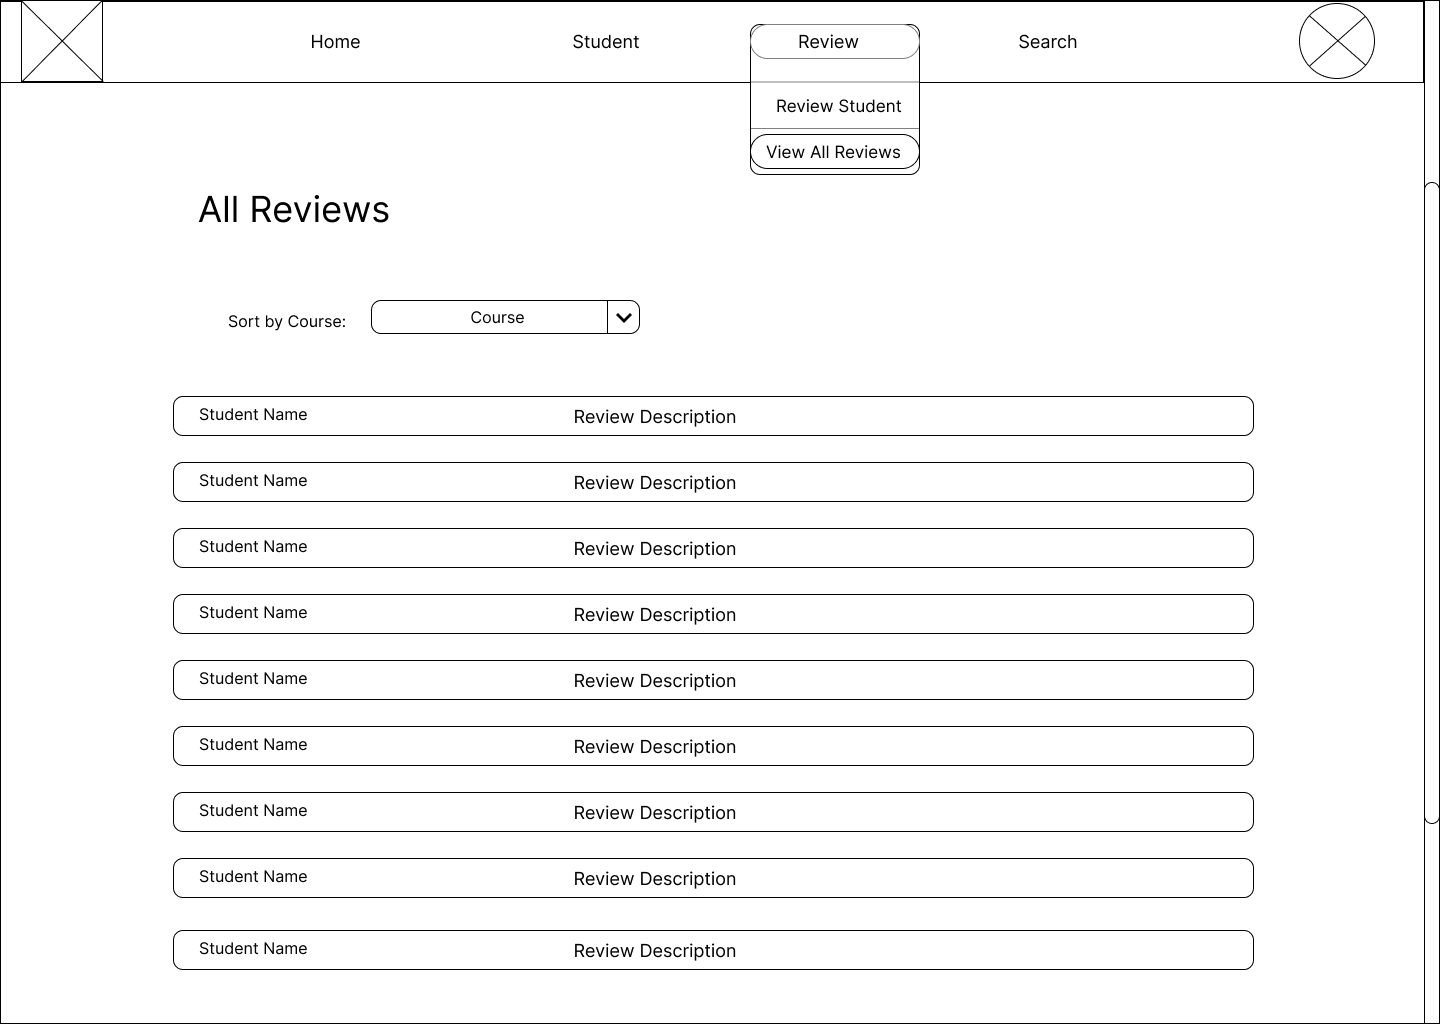 Home
Student
Review
Search
Review Student
View All Reviews
All Reviews
Sort by Course:
Course
Student Name
Review Description
Student Name
Review Description
Student Name
Review Description
Student Name
Review Description
Student Name
Review Description
Student Name
Review Description
Student Name
Review Description
Student Name
Review Description
Student Name
Review Description